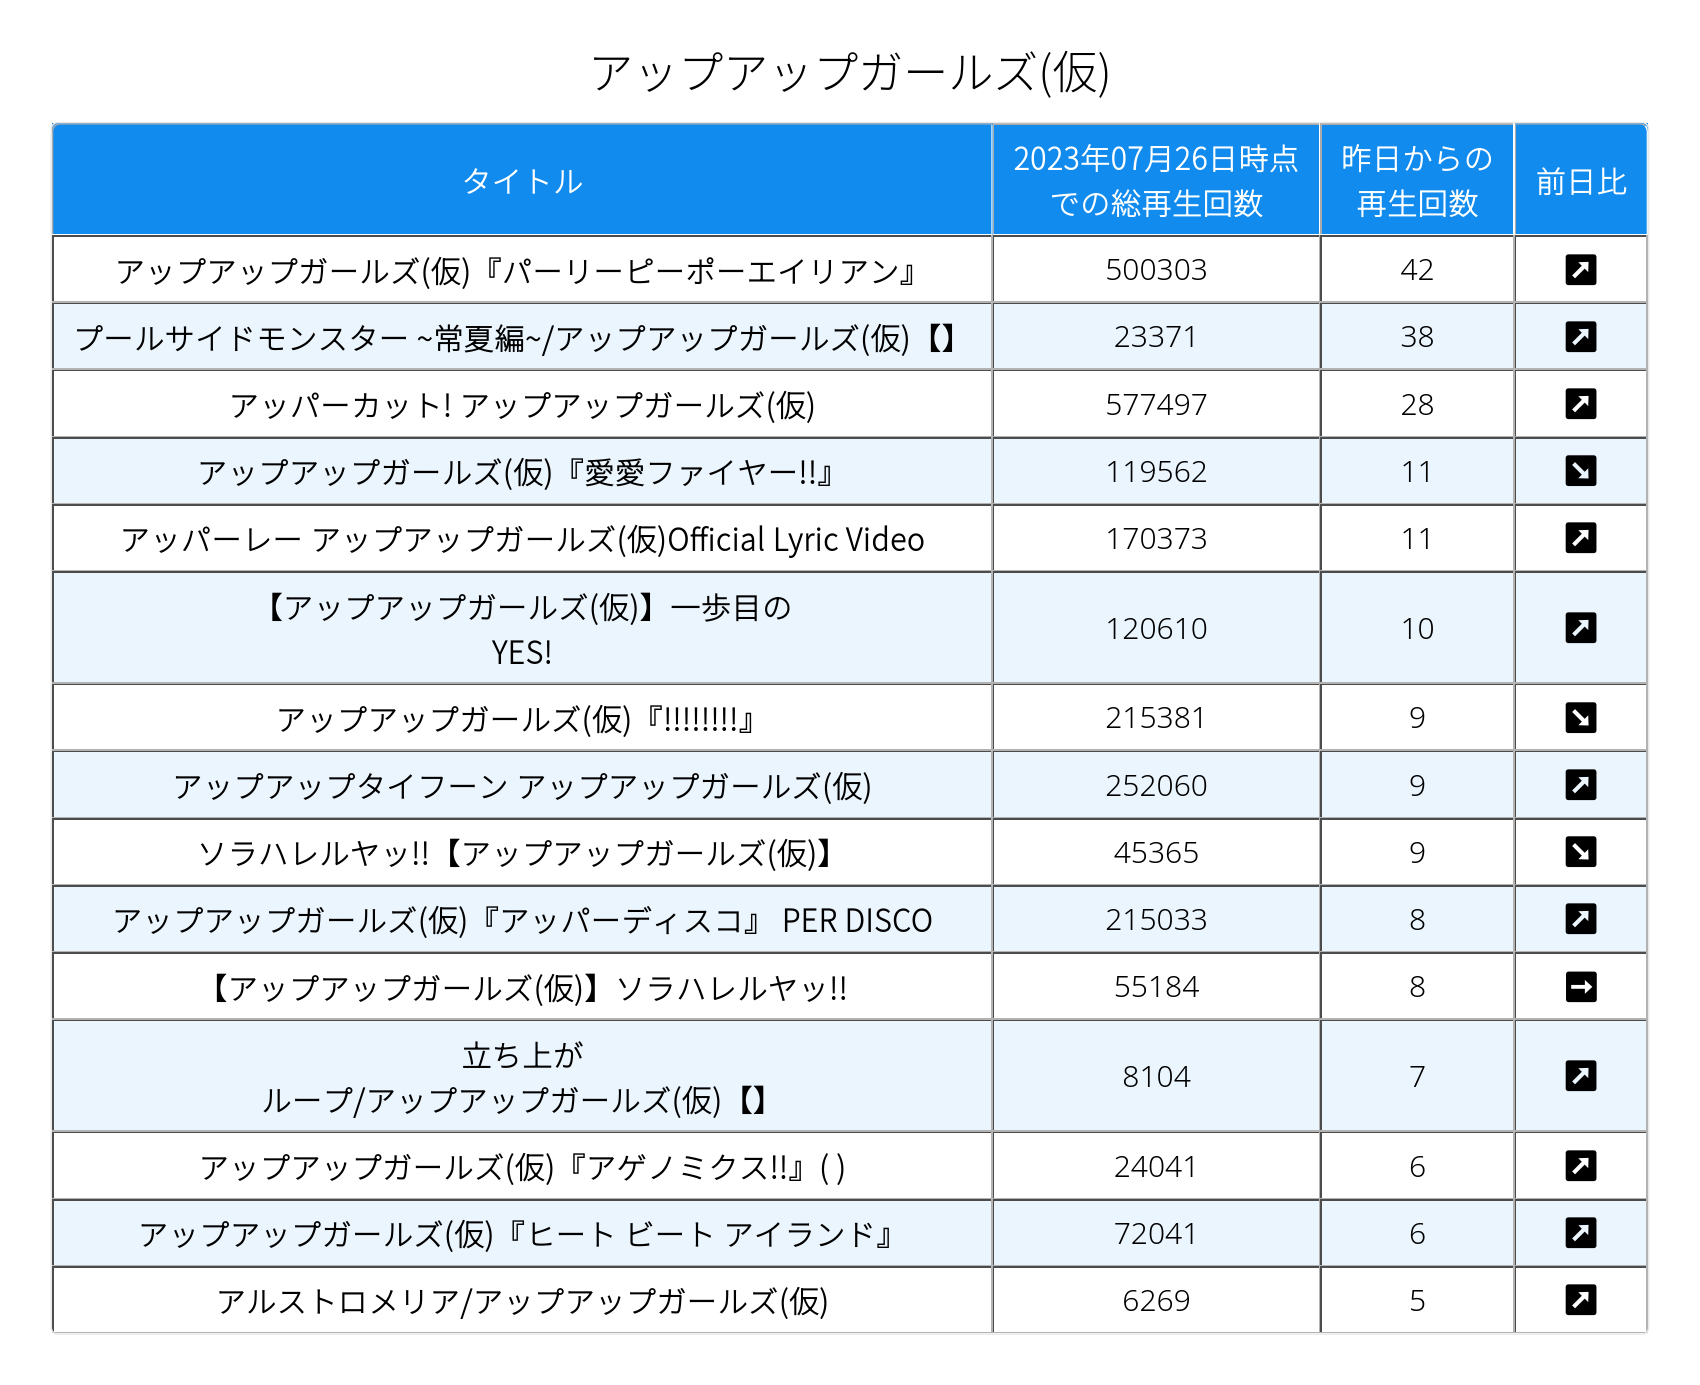 アップアップガールズ(仮)
タイトル
2023年07月26日時点
での総再生回数
昨日からの
再生回数
前日比
アップアップガールズ(仮)『パーリーピーポーエイリアン』 500303 42
プールサイドモンスター ~常夏編~/アップアップガールズ(仮)【】 23371 38
アッパーカット! アップアップガールズ(仮) 577497 28
アップアップガールズ(仮)『愛愛ファイヤー!!』 119562 11
アッパーレー アップアップガールズ(仮)Official Lyric Video 170373 11
【アップアップガールズ(仮)】一歩目の
YES!
120610 10
アップアップガールズ(仮)『!!!!!!!!』 215381 9
アップアップタイフーン アップアップガールズ(仮) 252060 9
ソラハレルヤッ!!【アップアップガールズ(仮)】 45365 9
アップアップガールズ(仮)『アッパーディスコ』 PER DISCO 215033 8
【アップアップガールズ(仮)】ソラハレルヤッ!! 55184 8
立ち上が
ループ/アップアップガールズ(仮)【】
8104 7
アップアップガールズ(仮)『アゲノミクス!!』( ) 24041 6
アップアップガールズ(仮)『ヒート ビート アイランド』 72041 6
アルストロメリア/アップアップガールズ(仮) 6269 5